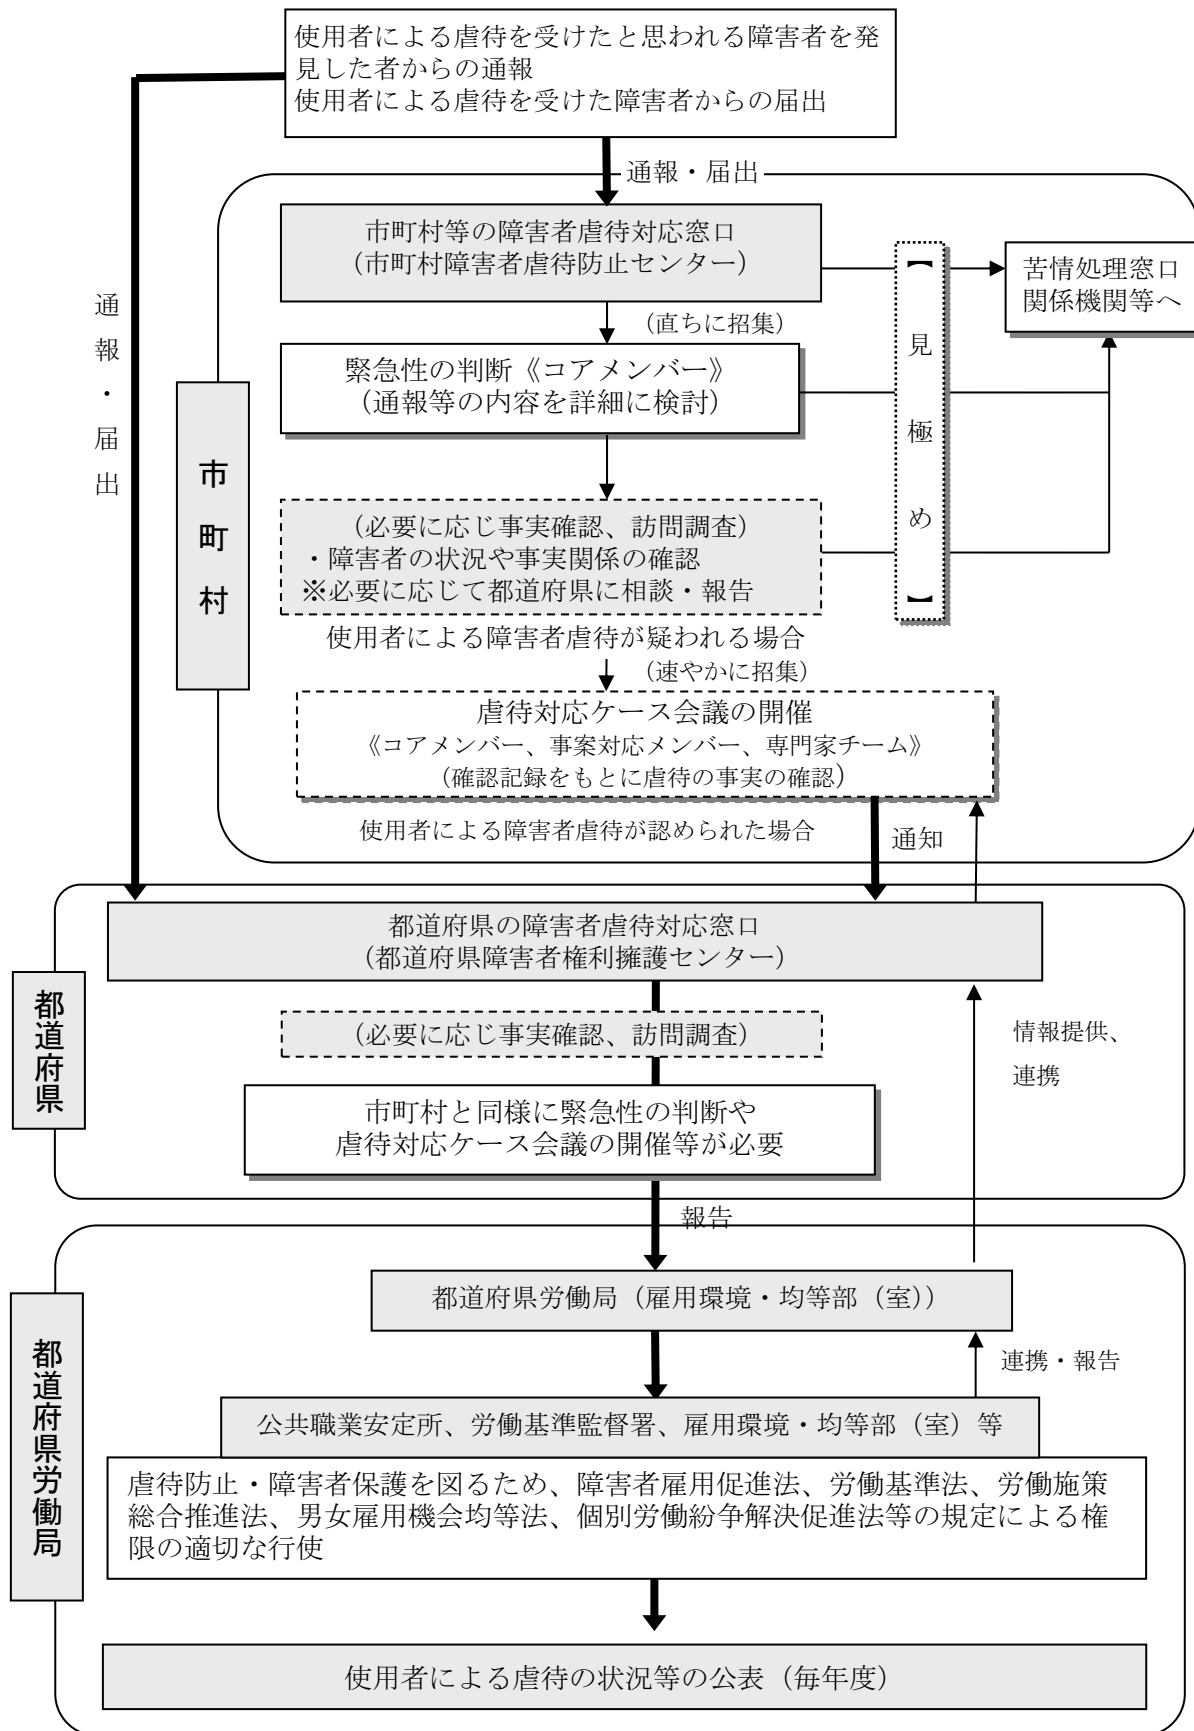 使用者による虐待を受けたと思われる障害者を発
見した者からの通報
使用者による虐待を受けた障害者からの届出
通報・届出
通報・届出
市町村
市町村等の障害者虐待対応窓口
（市町村障害者虐待防止センター）
（直ちに招集）
緊急性の判断《コアメンバー》
（通報等の内容を詳細に検討）
【見極め】
苦情処理窓口
関係機関等へ
（必要に応じ事実確認、訪問調査）
・障害者の状況や事実関係の確認
※必要に応じて都道府県に相談・報告
使用者による障害者虐待が疑われる場合
（速やかに招集）
虐待対応ケース会議の開催
《コアメンバー、事案対応メンバー、専門家チーム》
（確認記録をもとに虐待の事実の確認）
使用者による障害者虐待が認められた場合
通知
都道府県
都道府県の障害者虐待対応窓口
（都道府県障害者権利擁護センター）
（必要に応じ事実確認、訪問調査）
市町村と同様に緊急性の判断や
虐待対応ケース会議の開催等が必要
情報提供、
連携
報告
都道府県労働局
都道府県労働局（雇用環境・均等部（室））
連携・報告
公共職業安定所、労働基準監督署、雇用環境・均等部（室）等
虐待防止・障害者保護を図るため、障害者雇用促進法、労働基準法、労働施策
総合推進法、男女雇用機会均等法、個別労働紛争解決促進法等の規定による権
限の適切な行使
使用者による虐待の状況等の公表（毎年度）